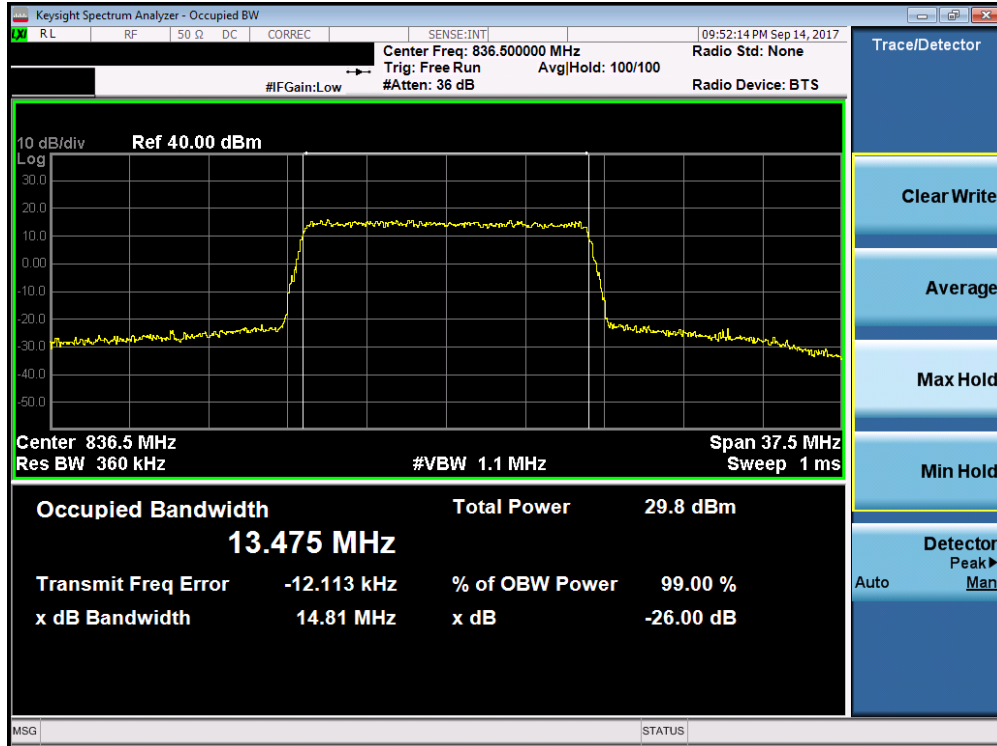 Keysight Spectrum Analyzer - Occupied BW
LXI RL RF 50 Ω DC CORREC SENSE:INT 09:52:14 PM Sep 14, 2017
Center Freq: 836.500000 MHz Radio Std: None
Trig: Free Run Avg|Hold: 100/100
#IFGain:Low #Atten: 36 dB Radio Device: BTS
10 dB/div Ref 40.00 dBm
Log
30.0
20.0
10.0
0.00
-10.0
-20.0
-30.0
-40.0
-50.0
Center 836.5 MHz Span 37.5 MHz
Res BW 360 kHz #VBW 1.1 MHz Sweep 1 ms
Occupied Bandwidth Total Power 29.8 dBm
13.475 MHz
Transmit Freq Error -12.113 kHz % of OBW Power 99.00 %
x dB Bandwidth 14.81 MHz x dB -26.00 dB
MSG STATUS
Trace/Detector
Clear Write
Average
Max Hold
Min Hold
Detector
Peak▶
Auto Man